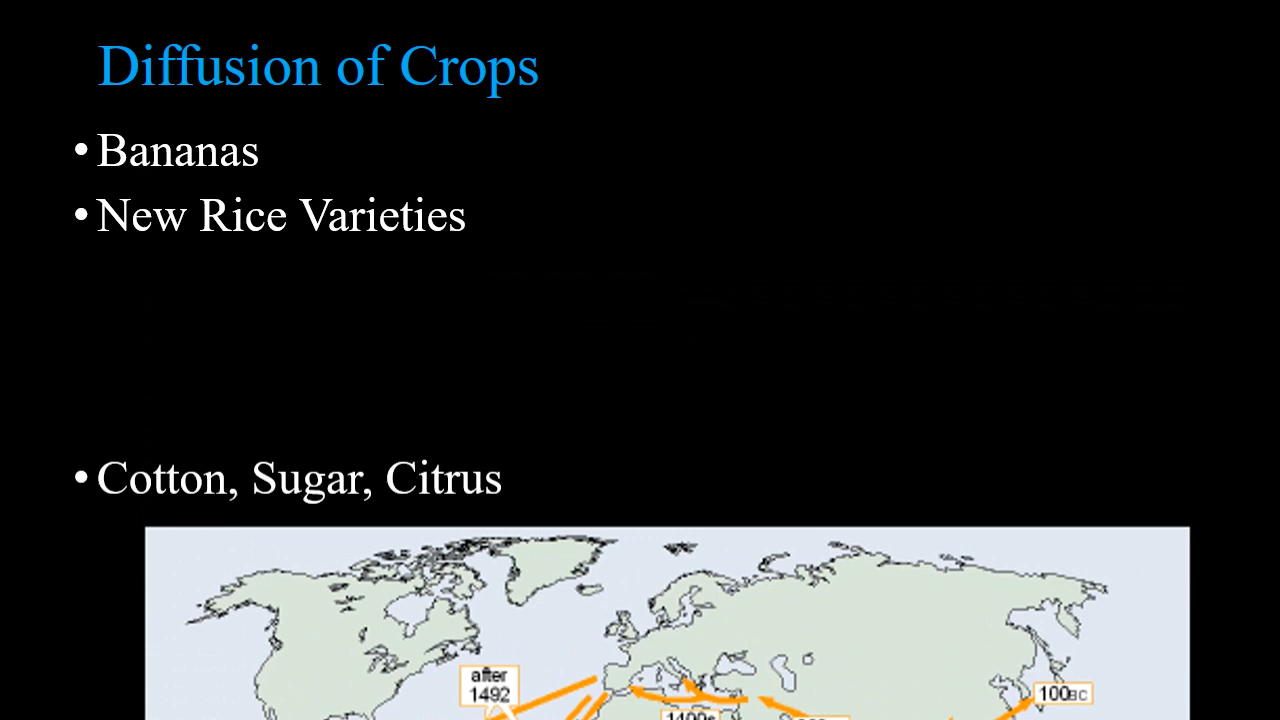 Diffusion of Crops
• Bananas
• New Rice Varieties
• Cotton, Sugar, Citrus
after
1492
100BC
1400s